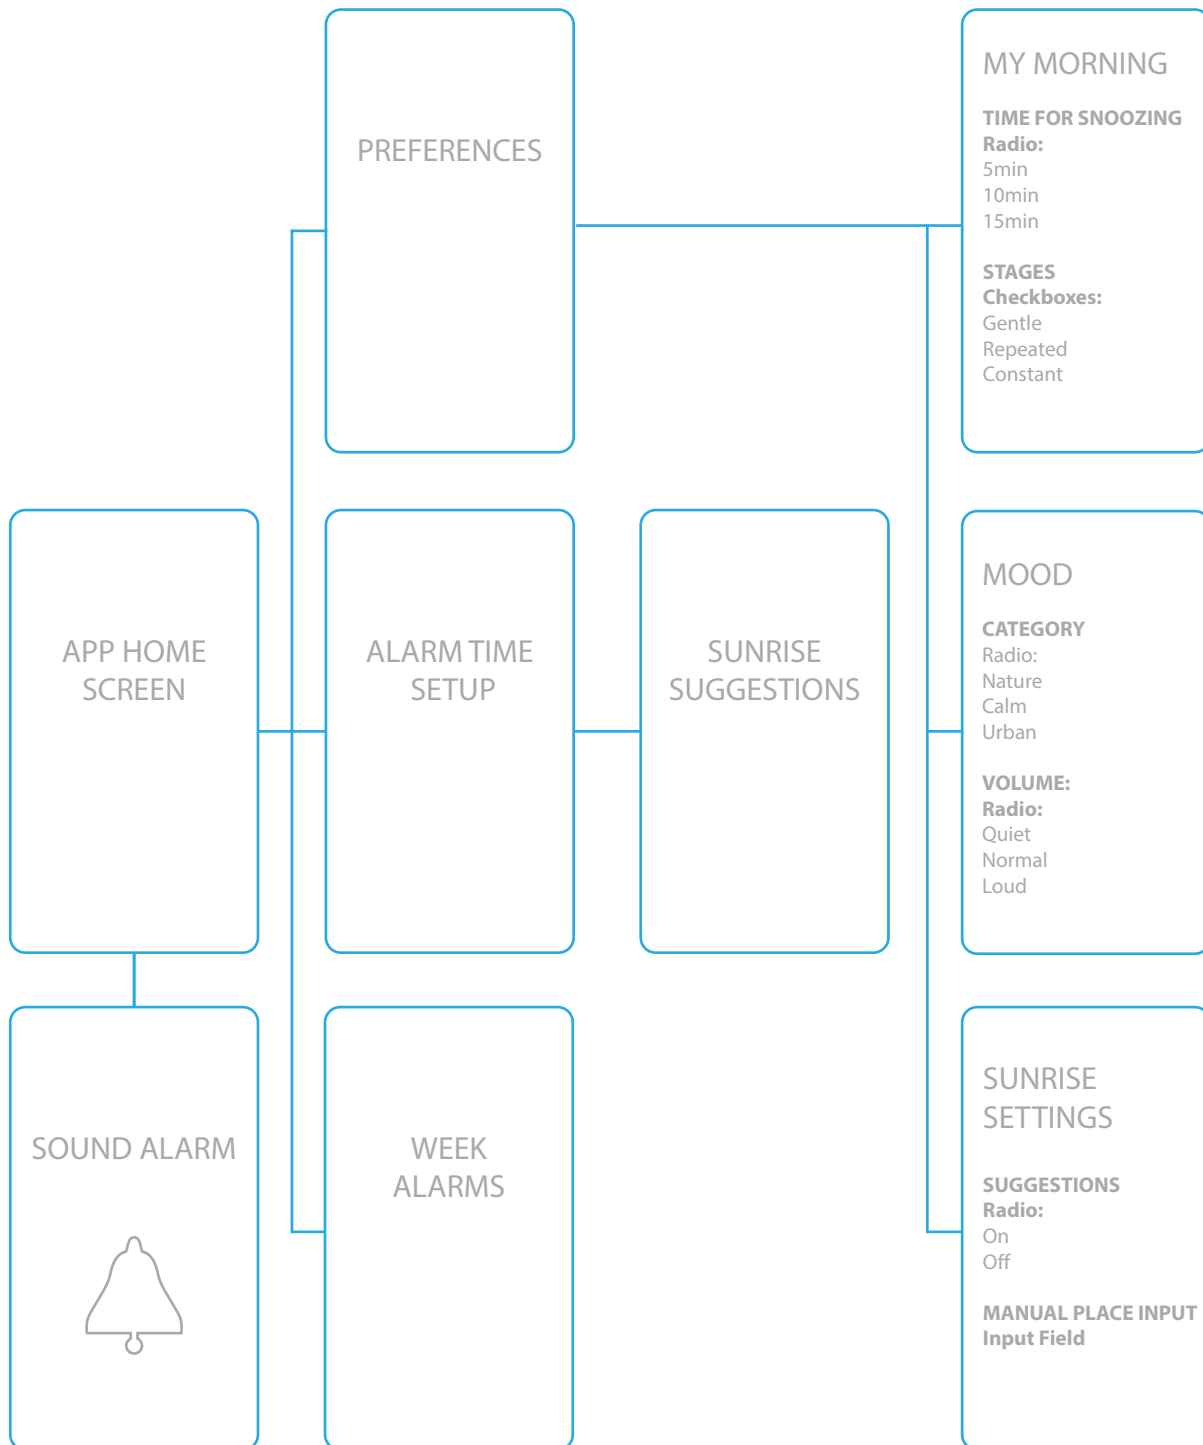 PREFERENCES
MY MORNING
TIME FOR SNOOZING
Radio:
5min
10min
15min
STAGES
Checkboxes:
Gentle
Repeated
Constant
APP HOME
SCREEN
ALARM TIME
SETUP
SUNRISE
SUGGESTIONS
MOOD
CATEGORY
Radio:
Nature
Calm
Urban
VOLUME:
Radio:
Quiet
Normal
Loud
SOUND ALARM
WEEK
ALARMS
SUNRISE
SETTINGS
SUGGESTIONS
Radio:
On
Off
MANUAL PLACE INPUT
Input Field